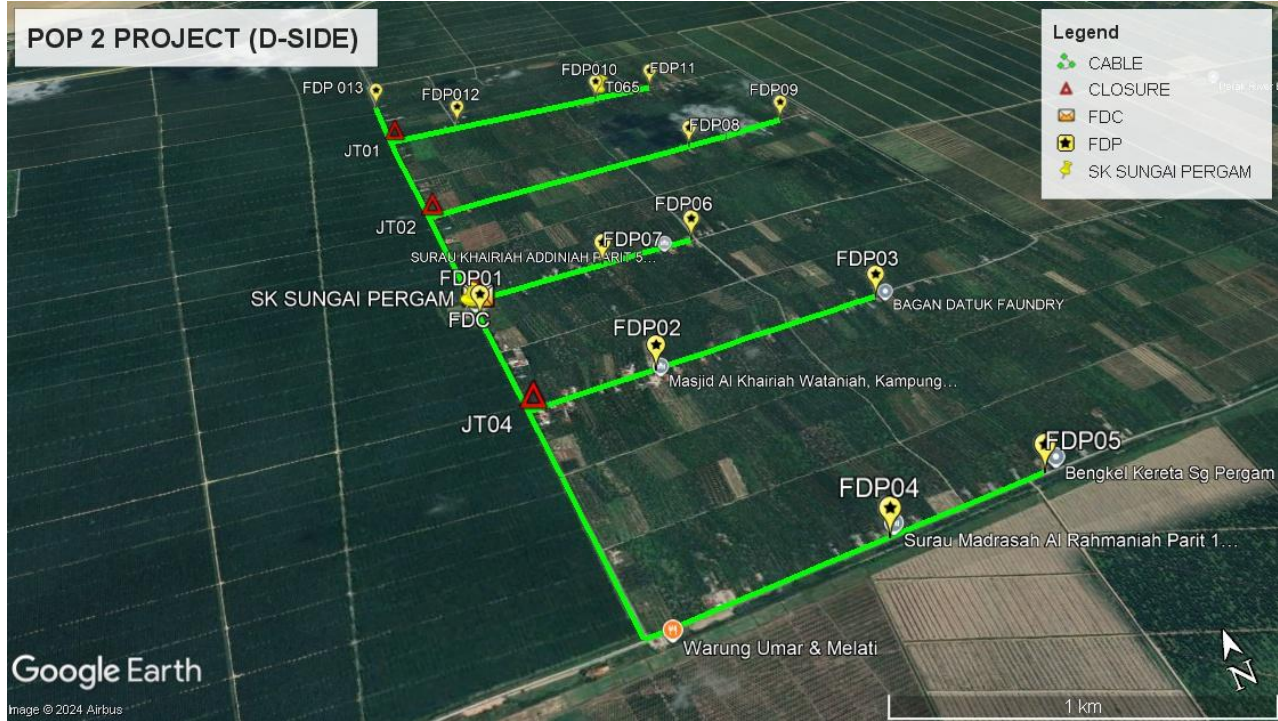 POP 2 PROJECT (D-SIDE)
Legend
CABLE
CLOSURE
FDC
FDP
SK SUNGAI PERGAM
FDP 013
FDP012
FDP010
FDP11
T065
FDP09
FDP08
JT01
JT02
FDP06
FDP07
SURAU KHAIRIAH ADDINIAH PARIT 5...
FDP01
SK SUNGAI PERGAM
FDC
FDP03
BAGAN DATUK FAUNDRY
FDP02
Masjid Al Khairiah Wataniah, Kampung...
JT04
FDP05
Bengkel Kereta Sg Pergam
FDP04
Surau Madrasah Al Rahmaniah Parit 1...
Warung Umar & Melati
N
Google Earth
Image © 2024 Airbus
1 km